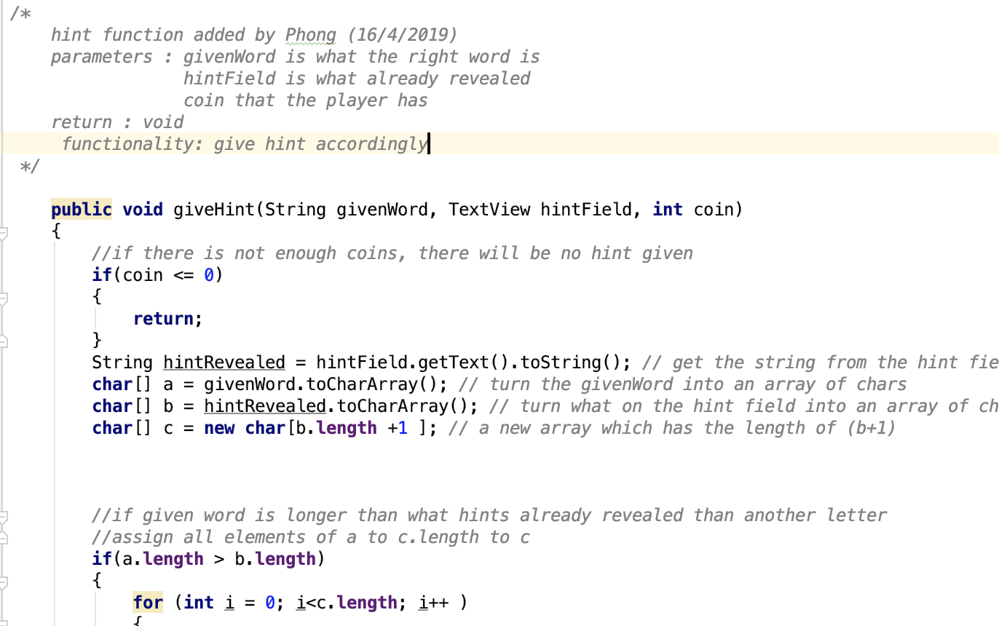 /*
hint function added by Phong (16/4/2019)
parameters : givenWord is what the right word is
hintField is what already revealed
coin that the player has
return : void
functionality: give hint accordingly
*/
public void giveHint(String givenWord, TextView hintField, int coin)
{
//if there is not enough coins, there will be no hint given
if(coin <= 0)
{
return;
}
String hintRevealed = hintField.getText().toString(); // get the string from the hint fie
char[] a = givenWord.toCharArray(); // turn the givenWord into an array of chars
char[] b = hintRevealed.toCharArray(); // turn what on the hint field into an array of ch
char[] c = new char[b.length +1 ]; // a new array which has the length of (b+1)
//if given word is longer than what hints already revealed than another letter
//assign all elements of a to c.length to c
if(a.length > b.length)
{
for (int i = 0; i<c.length; i++ )
{